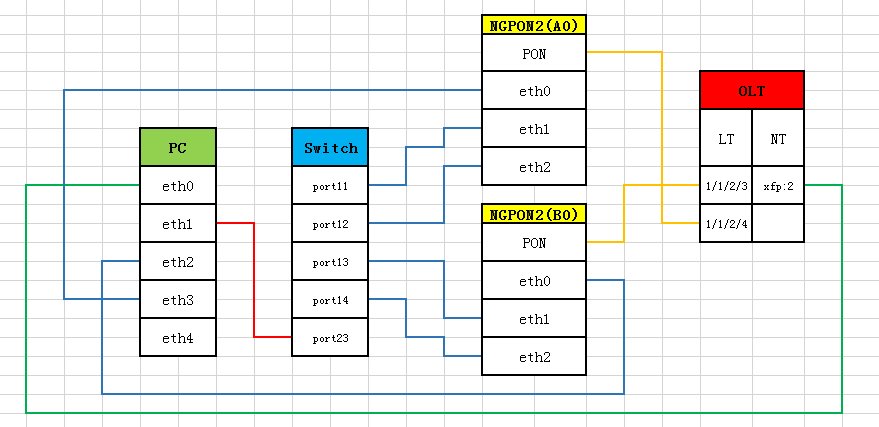 NGPON2(A0)
PON
eth0
eth1
eth2
OLT
LT NT
1/1/2/3 xfp:2
1/1/2/4
PC
eth0
eth1
eth2
eth3
eth4
Switch
port11
port12
port13
port14
port23
NGPON2(B0)
PON
eth0
eth1
eth2